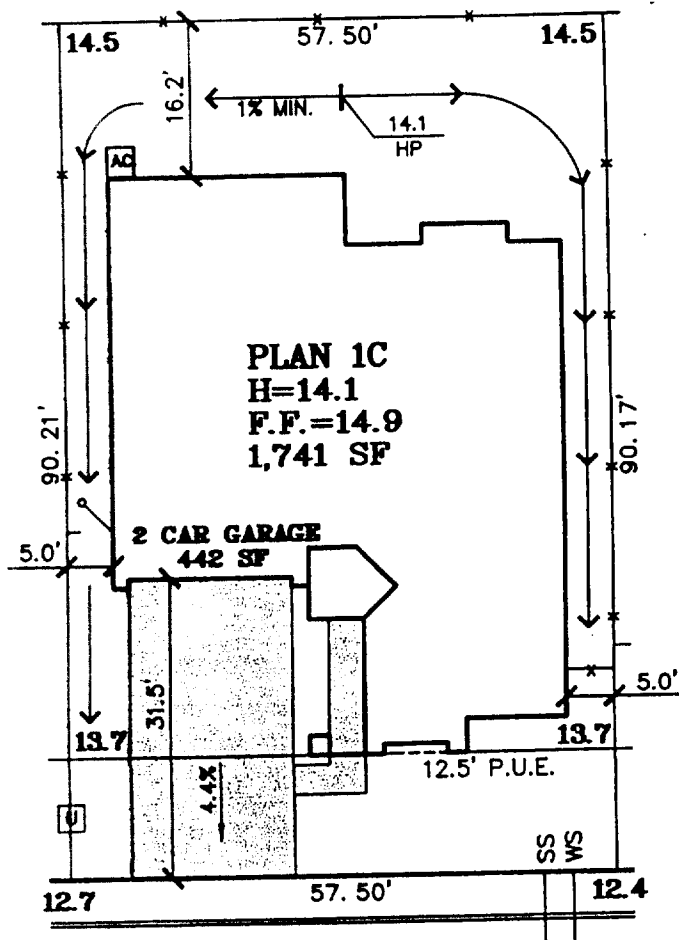 14.5
57.50'
14.5
16.2'
1% MIN.
14.1
HP
AC
PLAN 1C
H=14.1
F.F.=14.9
1,741 SF
90.21'
90.17'
2 CAR GARAGE
442 SF
5.0'
31.5'
5.0'
13.7
13.7
12.5' P.U.E.
4.4%
U
SS
WS
12.7
57.50'
12.4